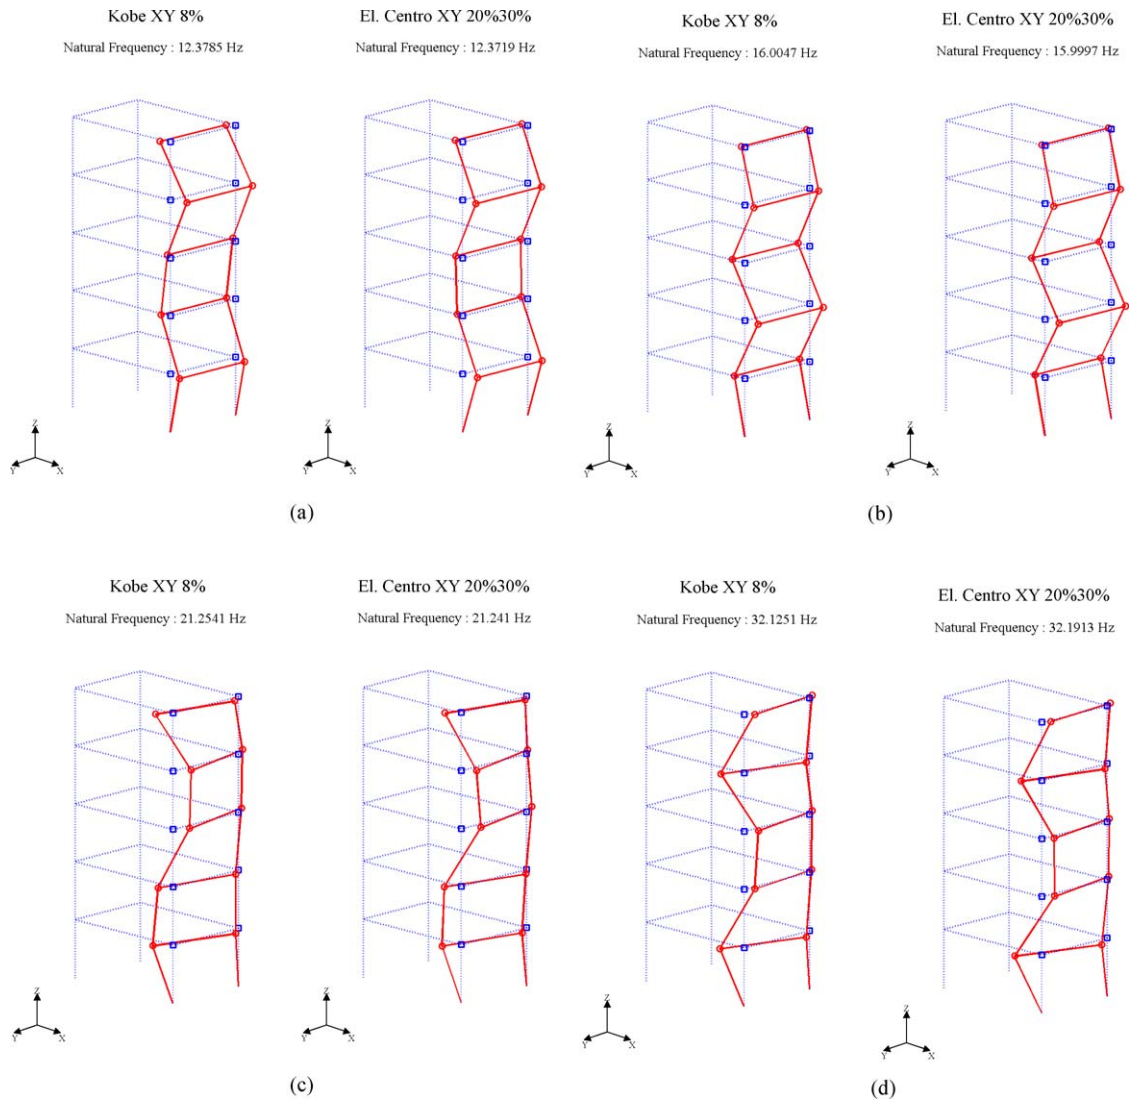 Kobe XY 8%
Natural Frequency : 12.3785 Hz
El. Centro XY 20%30%
Natural Frequency : 12.3719 Hz
Z
Y
X
Z
Y
X
(a)
Kobe XY 8%
Natural Frequency : 16.0047 Hz
El. Centro XY 20%30%
Natural Frequency : 15.9997 Hz
Z
Y
X
Z
Y
X
(b)
Kobe XY 8%
Natural Frequency : 21.2541 Hz
El. Centro XY 20%30%
Natural Frequency : 21.241 Hz
Z
Y
X
Z
Y
X
(c)
Kobe XY 8%
Natural Frequency : 32.1251 Hz
El. Centro XY 20%30%
Natural Frequency : 32.1913 Hz
Z
Y
X
Z
Y
X
(d)